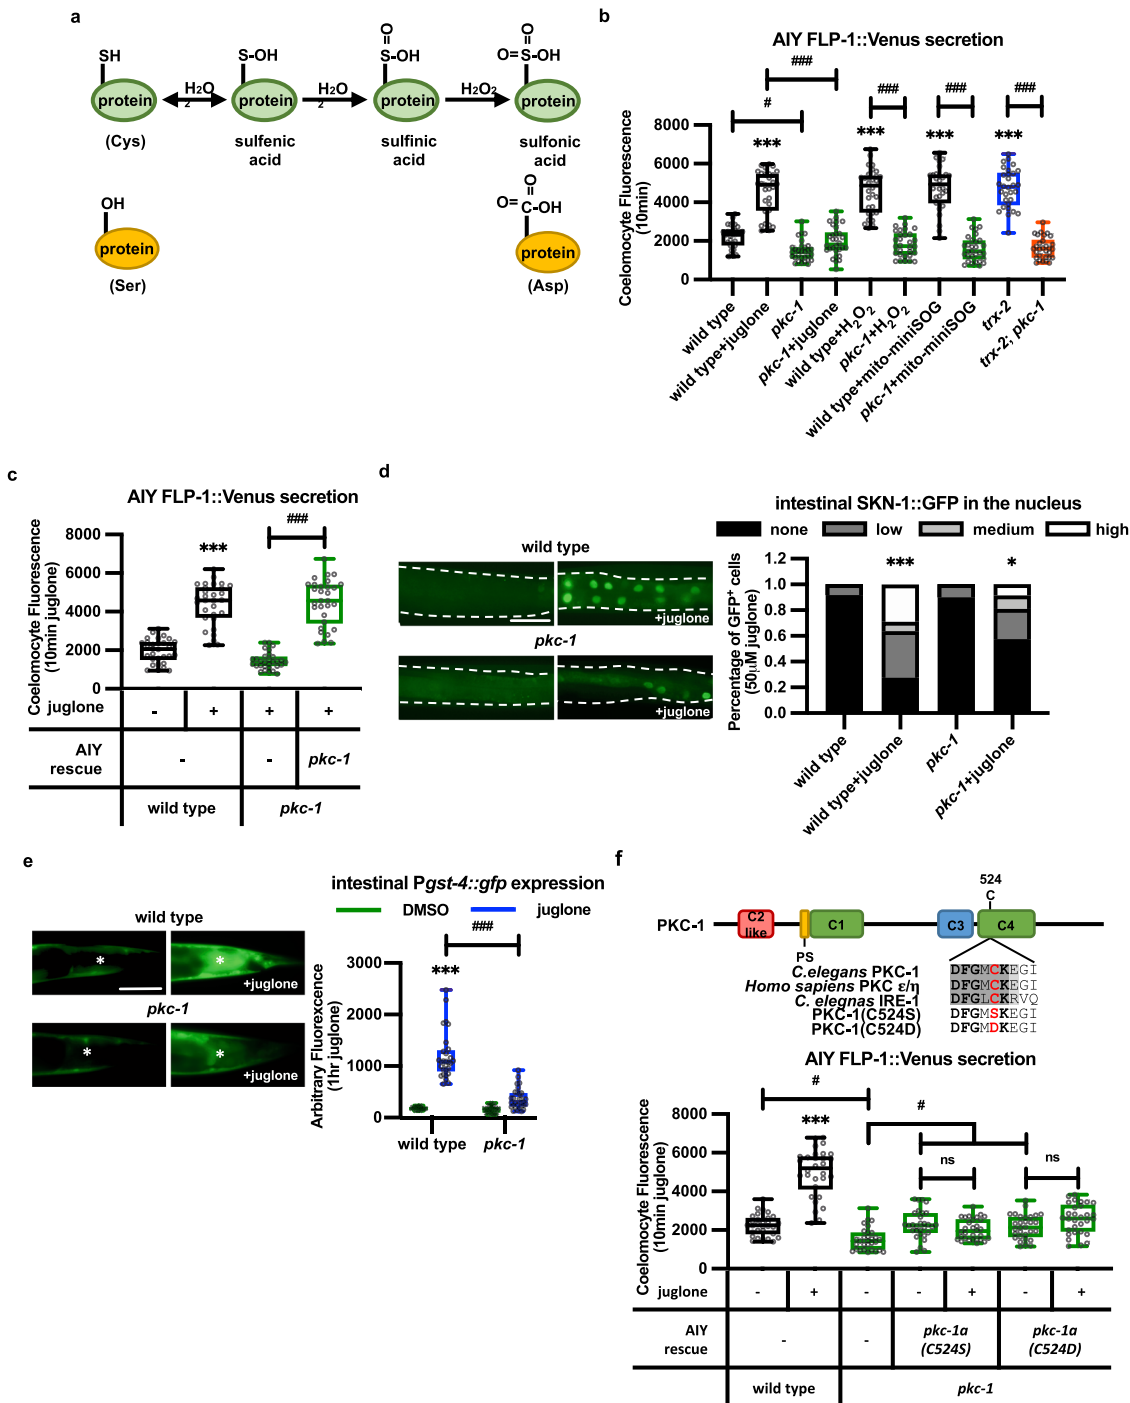 a
SH
S-OH
O
S-OH
O
O=S-OH
protein
H2O
2
protein
H2O
2
protein
H2O2
protein
(Cys)
sulfenic
acid
sulfinic
acid
sulfonic
acid
OH
O
O=C-OH
protein
protein
(Ser)
(Asp)
b
AIY FLP-1::Venus secretion
###
#
###
###
###
***
***
***
***
Coelomocyte Fluorescence
(10min)
8000
6000
4000
2000
0
wild type
wild type+juglone
pkc-1
pkc-1+juglone
wild type+H2O2
pkc-1+H2O2
wild type+mito-miniSOG
pkc-1+mito-miniSOG
trx-2
trx-2; pkc-1
c
AIY FLP-1::Venus secretion
###
***
Coelomocyte Fluorescence
(10min juglone)
8000
6000
4000
2000
0
juglone - + + +
AIY
rescue
- - pkc-1
wild type pkc-1
d
wild type
+juglone
pkc-1
+juglone
intestinal SKN-1::GFP in the nucleus
none low medium high
*** *
Percentage of GFP+ cells
(50μM juglone)
1.2
1.0
0.8
0.6
0.4
0.2
0.0
wild type
wild type+juglone
pkc-1
pkc-1+juglone
e
wild type
*
*
+juglone
pkc-1
*
*
+juglone
intestinal Pgst-4::gfp expression
DMSO juglone
###
***
Arbitrary Fluorexcence
(1hr juglone)
3000
2000
1000
0
wild type pkc-1
f
524
C
PKC-1
C2
like
C1
C3
C4
PS
C.elegans PKC-1 DFGMCKEGI
Homo sapiens PKC ε/η DFGMCKEGI
C. elegnas IRE-1 DFGLCKRVQ
PKC-1(C524S) DFGMSKEGI
PKC-1(C524D) DFGMDKEGI
AIY FLP-1::Venus secretion
#
***
#
ns
ns
Coelomocyte Fluorescence
(10min juglone)
8000
6000
4000
2000
0
juglone - + - - + - +
AIY
rescue
- - pkc-1a
(C524S)
pkc-1a
(C524D)
wild type pkc-1